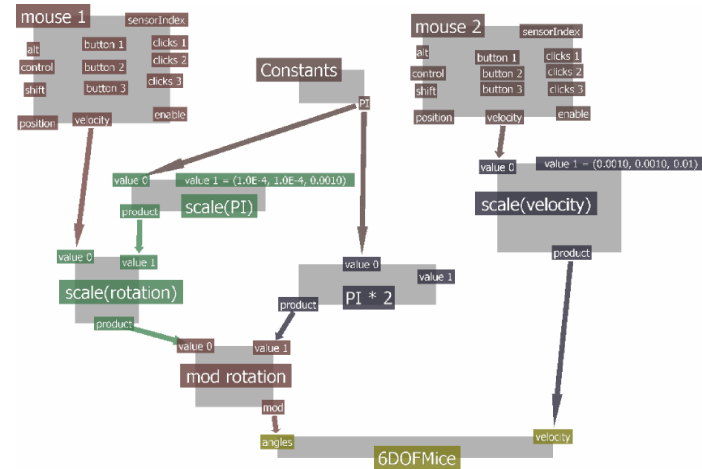 mouse 1
sensorIndex
alt
button 1
clicks 1
control
button 2
clicks 2
shift
button 3
clicks 3
position
velocity
enable
Constants
PI
mouse 2
sensorIndex
alt
button 1
clicks 1
control
button 2
clicks 2
shift
button 3
clicks 3
position
velocity
enable
value 0
value 1 = (1.0E-4, 1.0E-4, 0.0010)
scale(PI)
product
value 0
value 1 = (0.0010, 0.0010, 0.01)
scale(velocity)
product
value 0
value 1
scale(rotation)
product
value 0
value 1
PI * 2
product
value 0
value 1
mod rotation
mod
angles
velocity
6DOFMice